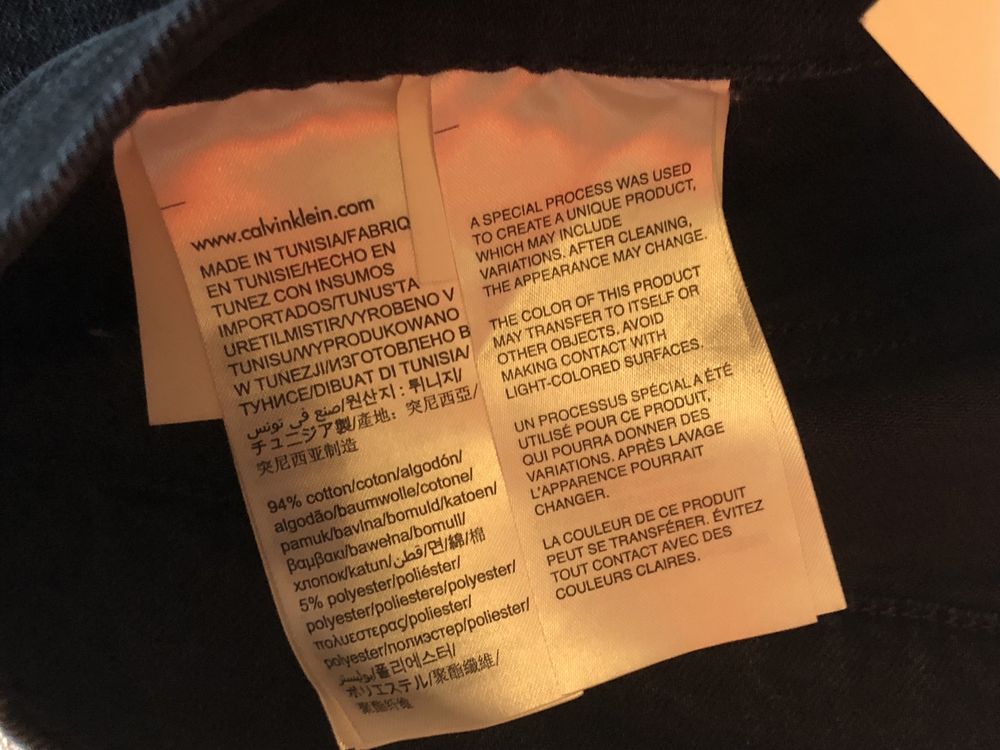 www.calvinklein.com
MADE IN TUNISIA/FABRIQ
EN TUNISIE/HECHO EN
TUNEZ CON INSUMOS
IMPORTADOS/TUNUS'TA
URETILMISTIR/VYROBENO V
TUNISU/WYPRODUKOWANO
W TUNEZJI/ИЗГОТОВЛЕНО В
ТУНИСЕ/DIBUAT DI TUNISIA/
صنع في تونس/원산지 : 튀니지/
チュニジア製/產地：突尼西亞/
突尼西亚制造
94% cotton/coton/algodón/
algodão/baumwolle/cotone/
pamuk/bavlna/bomuld/katoen/
βαμβακι/bawełna/bomull/
хлопок/katun/قطن/면/綿/棉
5% polyester/poliéster/
polyester/poliestere/polyester/
πολυεστερας/poliester/
polyester/полиэстер/poliester/
بوليستر/폴리에스터/
ポリエステル/聚酯纖維/
聚酯纤维
A SPECIAL PROCESS WAS USED
TO CREATE A UNIQUE PRODUCT,
WHICH MAY INCLUDE
VARIATIONS. AFTER CLEANING,
THE APPEARANCE MAY CHANGE.
THE COLOR OF THIS PRODUCT
MAY TRANSFER TO ITSELF OR
OTHER OBJECTS. AVOID
MAKING CONTACT WITH
LIGHT-COLORED SURFACES.
UN PROCESSUS SPÉCIAL A ÉTÉ
UTILISÉ POUR CE PRODUIT,
QUI POURRA DONNER DES
VARIATIONS. APRÈS LAVAGE
L'APPARENCE POURRAIT
CHANGER.
LA COULEUR DE CE PRODUIT
PEUT SE TRANSFÉRER. ÉVITEZ
TOUT CONTACT AVEC DES
COULEURS CLAIRES.